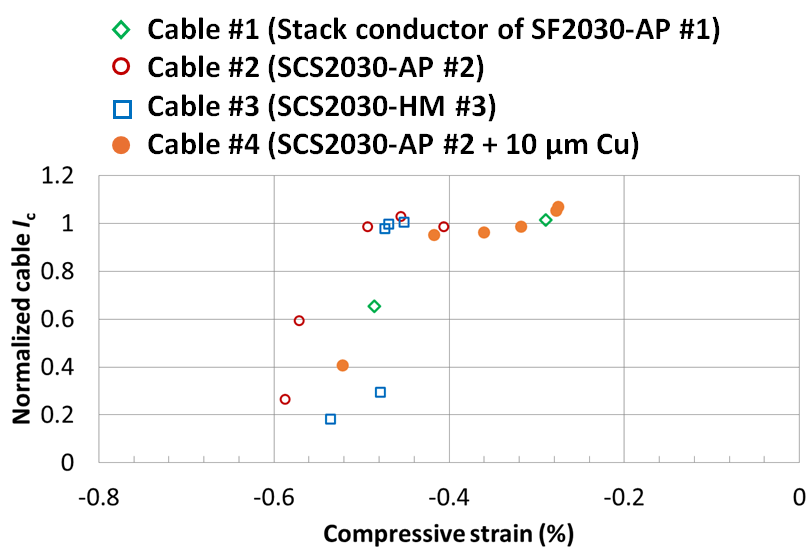 Cable #1 (Stack conductor of SF2030-AP #1)
Cable #2 (SCS2030-AP #2)
Cable #3 (SCS2030-HM #3)
Cable #4 (SCS2030-AP #2 + 10 μm Cu)
1.2
1
0.8
0.6
0.4
0.2
0
Normalized cable Ic
-0.8
-0.6
-0.4
-0.2
0
Compressive strain (%)